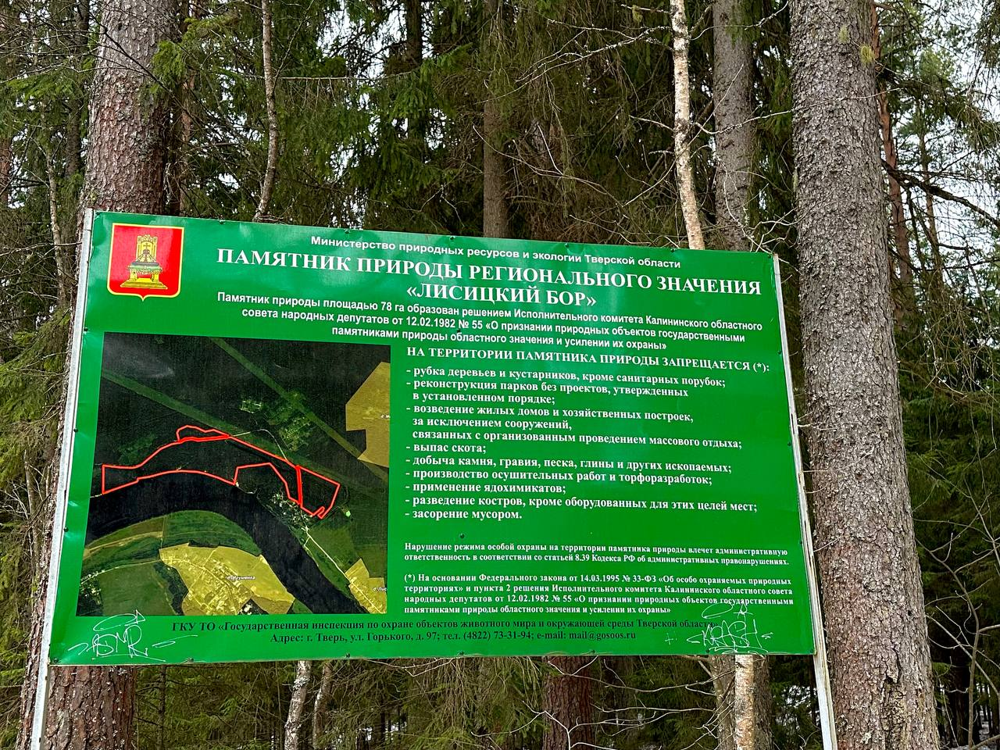 Министерство природных ресурсов и экологии Тверской области
ПАМЯТНИК ПРИРОДЫ РЕГИОНАЛЬНОГО ЗНАЧЕНИЯ
«ЛИСИЦКИЙ БОР»
Памятник природы площадью 78 га образован решением Исполнительного комитета Калининского областного
совета народных депутатов от 12.02.1982 № 55 «О признании природных объектов государственными
памятниками природы областного значения и усилении их охраны»
НА ТЕРРИТОРИИ ПАМЯТНИКА ПРИРОДЫ ЗАПРЕЩАЕТСЯ (*):
- рубка деревьев и кустарников, кроме санитарных порубок;
- реконструкция парков без проектов, утвержденных
в установленном порядке;
- возведение жилых домов и хозяйственных построек,
за исключением сооружений,
связанных с организованным проведением массового отдыха;
- выпас скота;
- добыча камня, гравия, песка, глины и других ископаемых;
- производство осушительных работ и торфоразработок;
- применение ядохимикатов;
- разведение костров, кроме оборудованных для этих целей мест;
- засорение мусором.
Нарушение режима особой охраны на территории памятника природы влечет административную
ответственность в соответствии со статьей 8.39 Кодекса РФ об административных правонарушениях.
(*) На основании Федерального закона от 14.03.1995 № 33-ФЗ «Об особо охраняемых природных
территориях» и пункта 2 решения Исполнительного комитета Калининского областного совета
народных депутатов от 12.02.1982 № 55 «О признании природных объектов государственными
памятниками природы областного значения и усилении их охраны»
ГКУ ТО «Государственная инспекция по охране объектов животного мира и окружающей среды Тверской области»
Адрес: г. Тверь, ул. Горького, д. 97; тел. (4822) 73-31-94; e-mail: mail@gosoos.ru